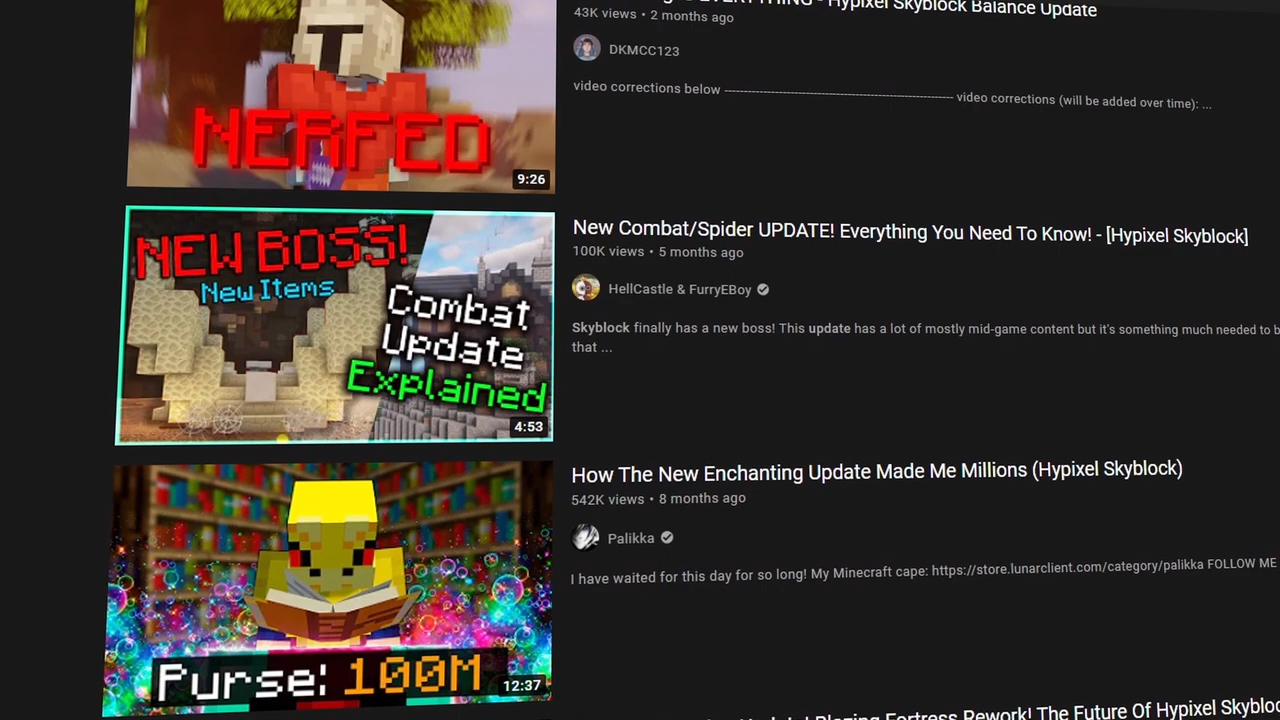 EVERYTHING - Hypixel Skyblock Balance Update
43K views • 2 months ago
DKMCC123
video corrections below ---------------------------------------------------------- video corrections (will be added over time): ...
NERFED
9:26
New Combat/Spider UPDATE! Everything You Need To Know! - [Hypixel Skyblock]
100K views • 5 months ago
HellCastle & FurryEBoy
Skyblock finally has a new boss! This update has a lot of mostly mid-game content but it's something much needed to
that ...
NEW BOSS!
New Items
Combat
Update
Explained
4:53
How The New Enchanting Update Made Me Millions (Hypixel Skyblock)
542K views • 8 months ago
Palikka
I have waited for this day for so long! My Minecraft cape: https://store.lunarclient.com/category/palikka FOLLOW ME
Purse: 100M
12:37
Blazing Fortress Rework! The Future Of Hypixel